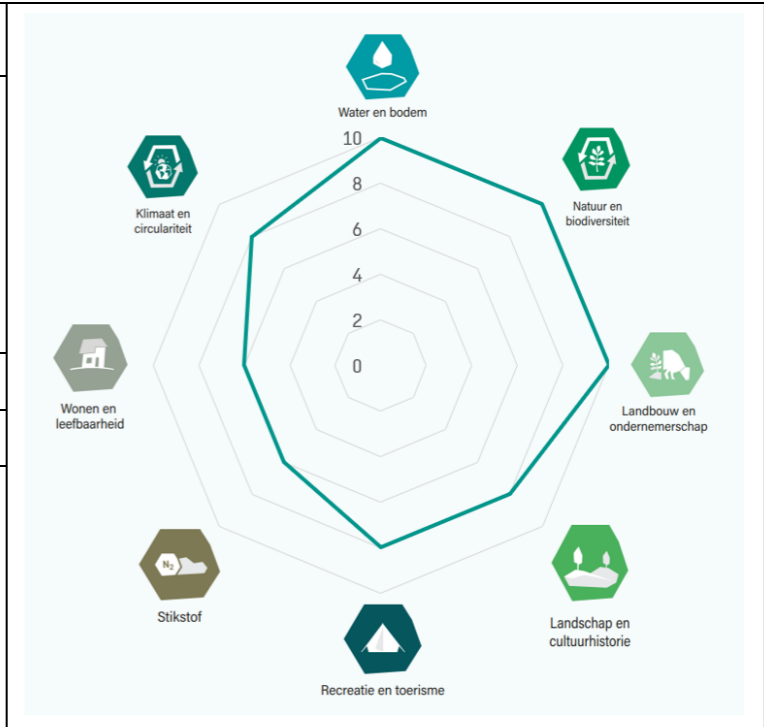 Water en bodem
10
Klimaat en
circulariteit
Natuur en
biodiversiteit
8
6
4
2
0
Wonen en
leefbaarheid
Landbouw en
ondernemerschap
N2
Stikstof
Landschap en
cultuurhistorie
Recreatie en toerisme